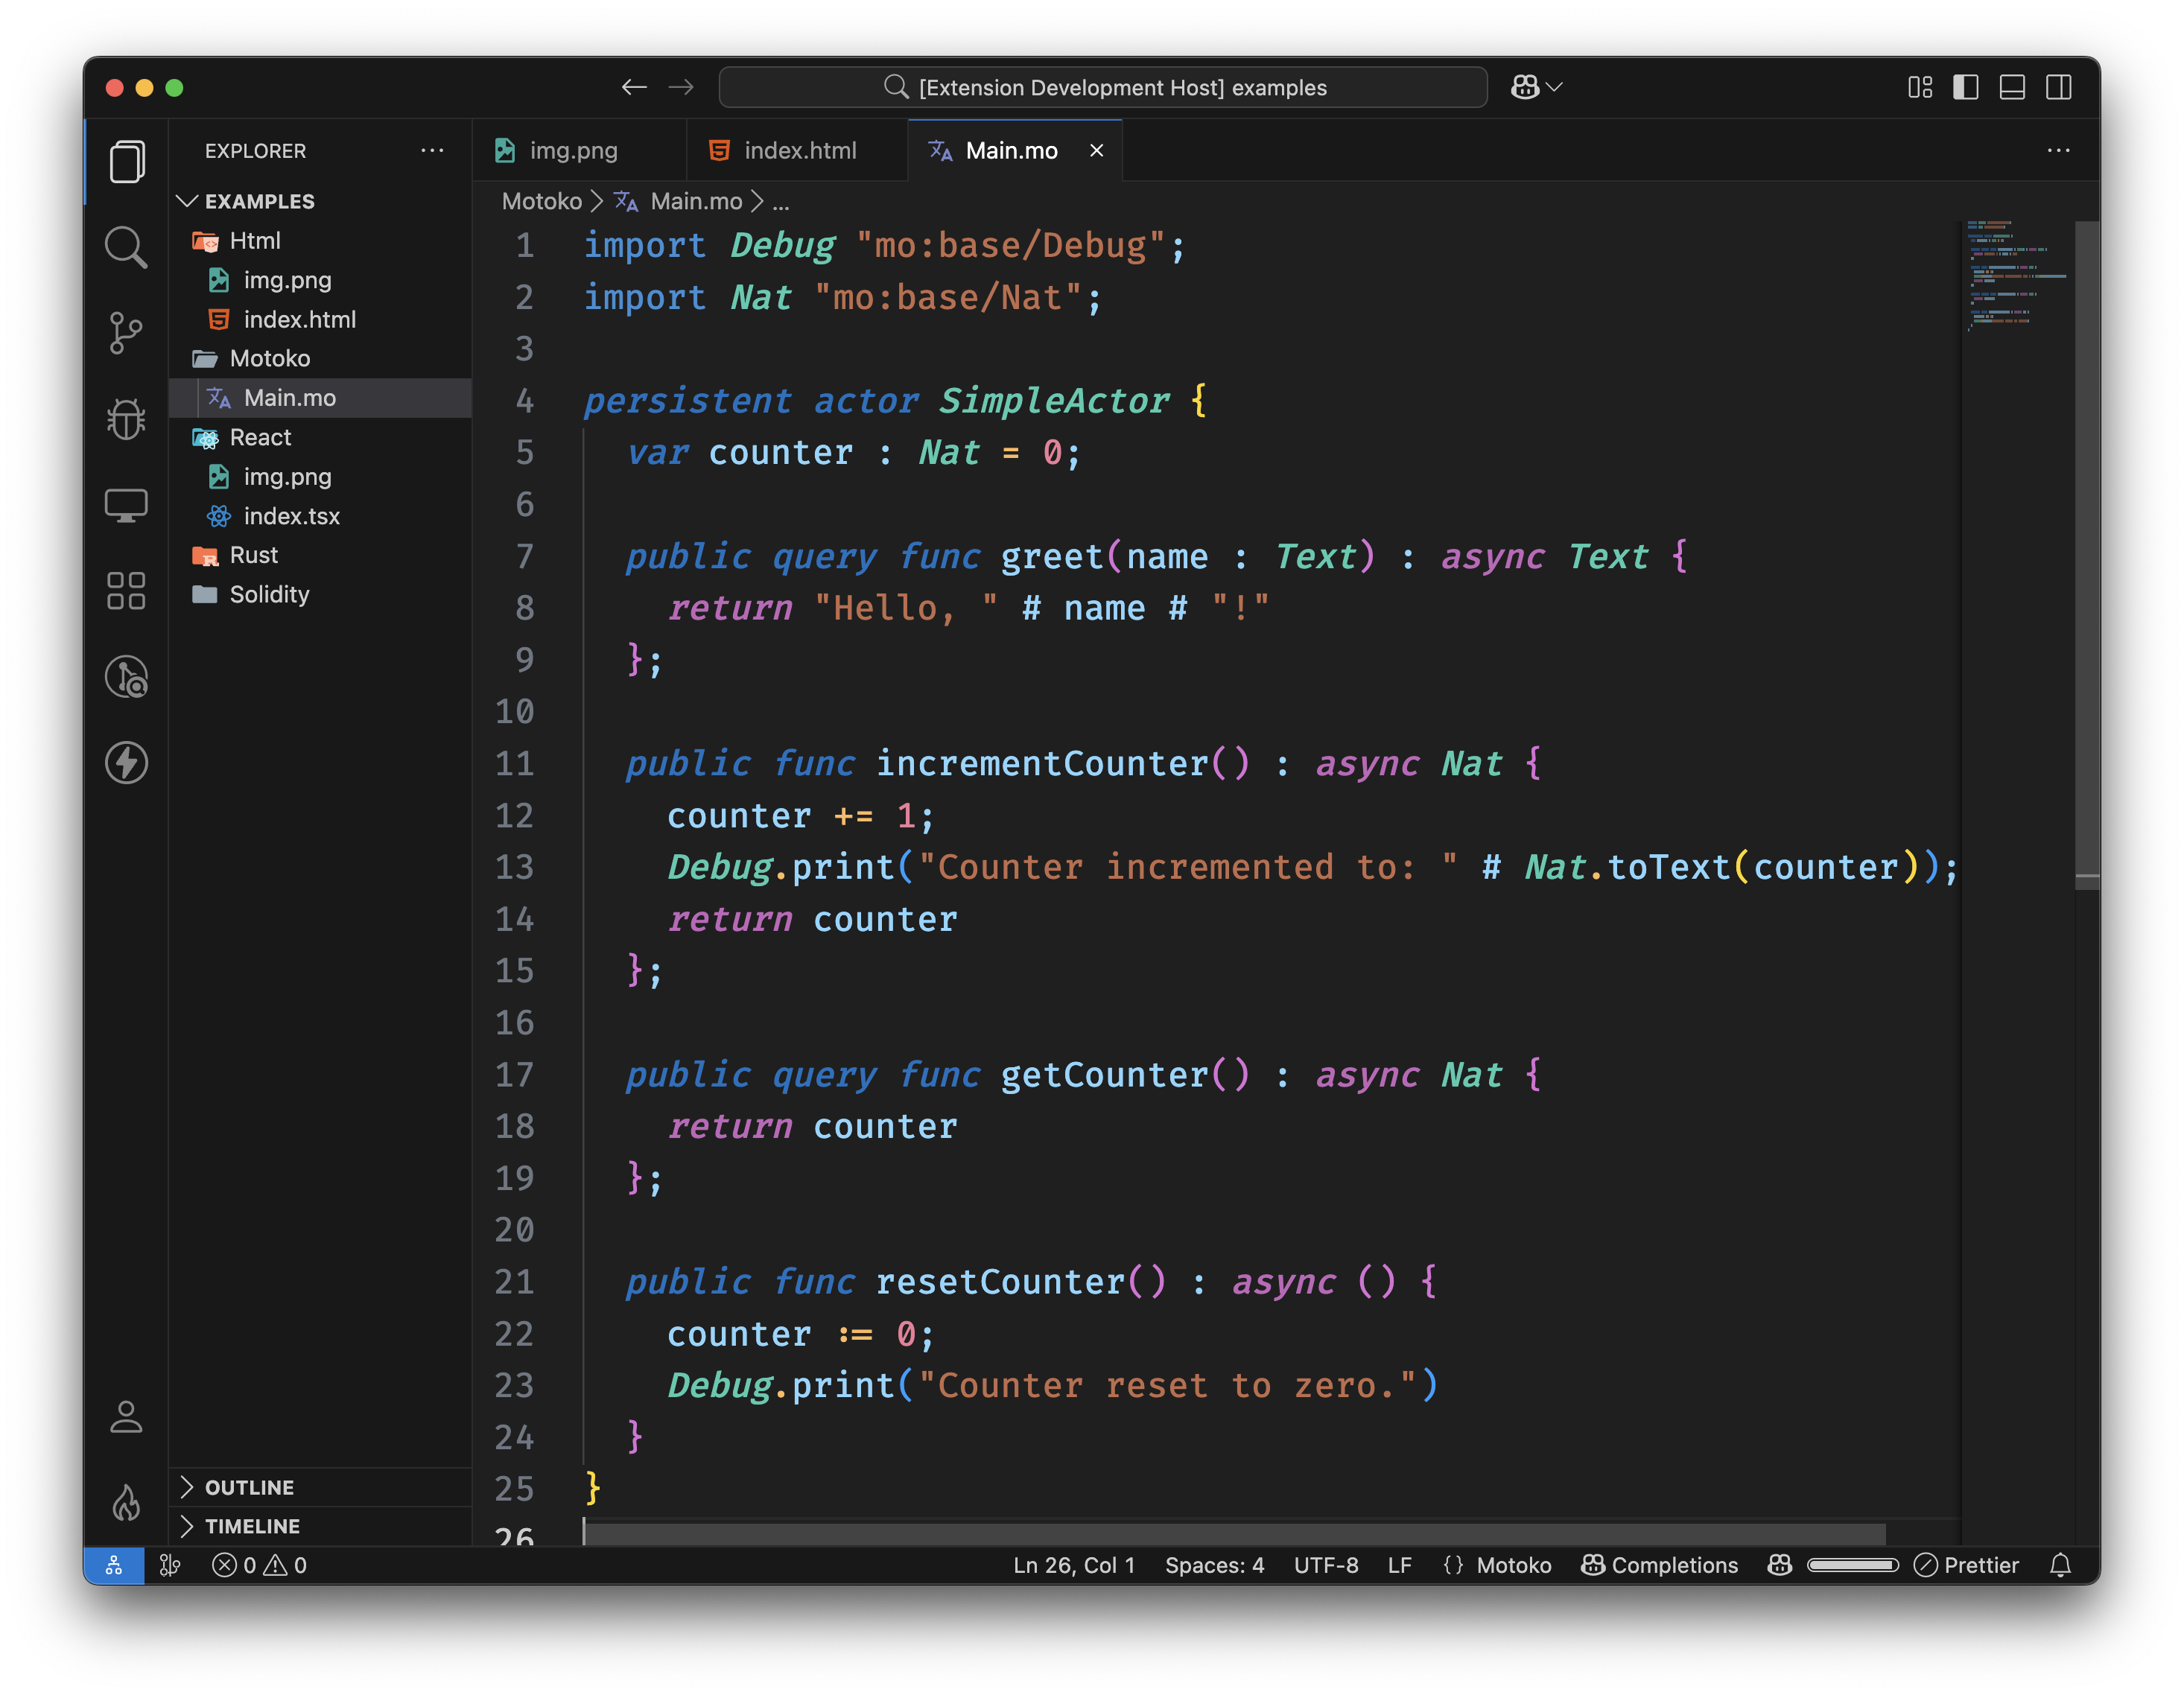 [Extension Development Host] examples
EXPLORER
img.png
index.html
Main.mo
EXAMPLES
Html
img.png
index.html
Motoko
Main.mo
React
img.png
index.tsx
Rust
Solidity
OUTLINE
TIMELINE
Motoko > Main.mo > ...
1 import Debug "mo:base/Debug";
2 import Nat "mo:base/Nat";
3
4 persistent actor SimpleActor {
5 var counter : Nat = 0;
6
7 public query func greet(name : Text) : async Text {
8 return "Hello, " # name # "!"
9 };
10
11 public func incrementCounter() : async Nat {
12 counter += 1;
13 Debug.print("Counter incremented to: " # Nat.toText(counter));
14 return counter
15 };
16
17 public query func getCounter() : async Nat {
18 return counter
19 };
20
21 public func resetCounter() : async () {
22 counter := 0;
23 Debug.print("Counter reset to zero.")
24 }
25 }
26
0 0 Ln 26, Col 1 Spaces: 4 UTF-8 LF {} Motoko Completions Prettier